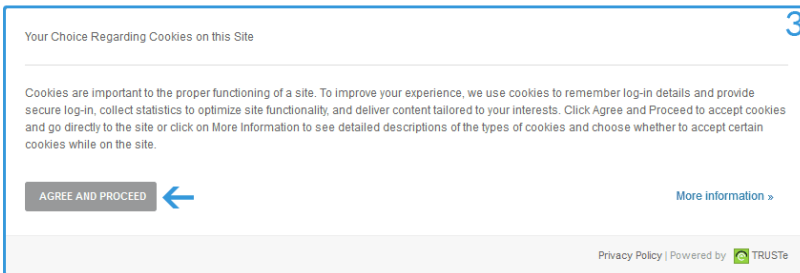 3
Your Choice Regarding Cookies on this Site
Cookies are important to the proper functioning of a site. To improve your experience, we use cookies to remember log-in details and provide
secure log-in, collect statistics to optimize site functionality, and deliver content tailored to your interests. Click Agree and Proceed to accept cookies
and go directly to the site or click on More Information to see detailed descriptions of the types of cookies and choose whether to accept certain
cookies while on the site.
AGREE AND PROCEED
More information »
Privacy Policy | Powered by TRUSTe